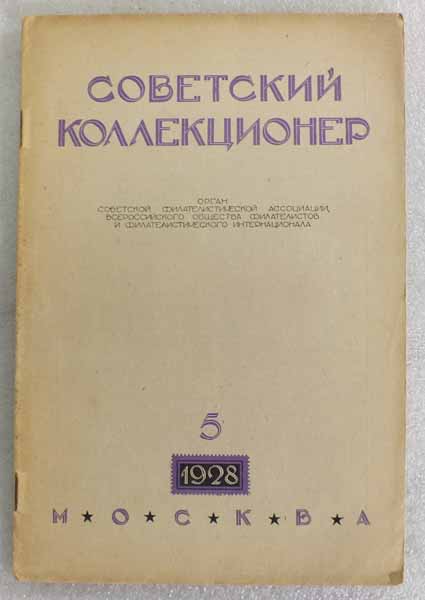 СОВЕТСКИЙ
КОЛЛЕКЦИОНЕР
ОРГАН
СОВЕТСКОЙ ФИЛАТЕЛИСТИЧЕСКОЙ АССОЦИАЦИИ,
ВСЕРОССИЙСКОГО ОБЩЕСТВА ФИЛАТЕЛИСТОВ
И ФИЛАТЕЛИСТИЧЕСКОГО ИНТЕРНАЦИОНАЛА
5
1928
М ★ О ★ С ★ К ★ В ★ А